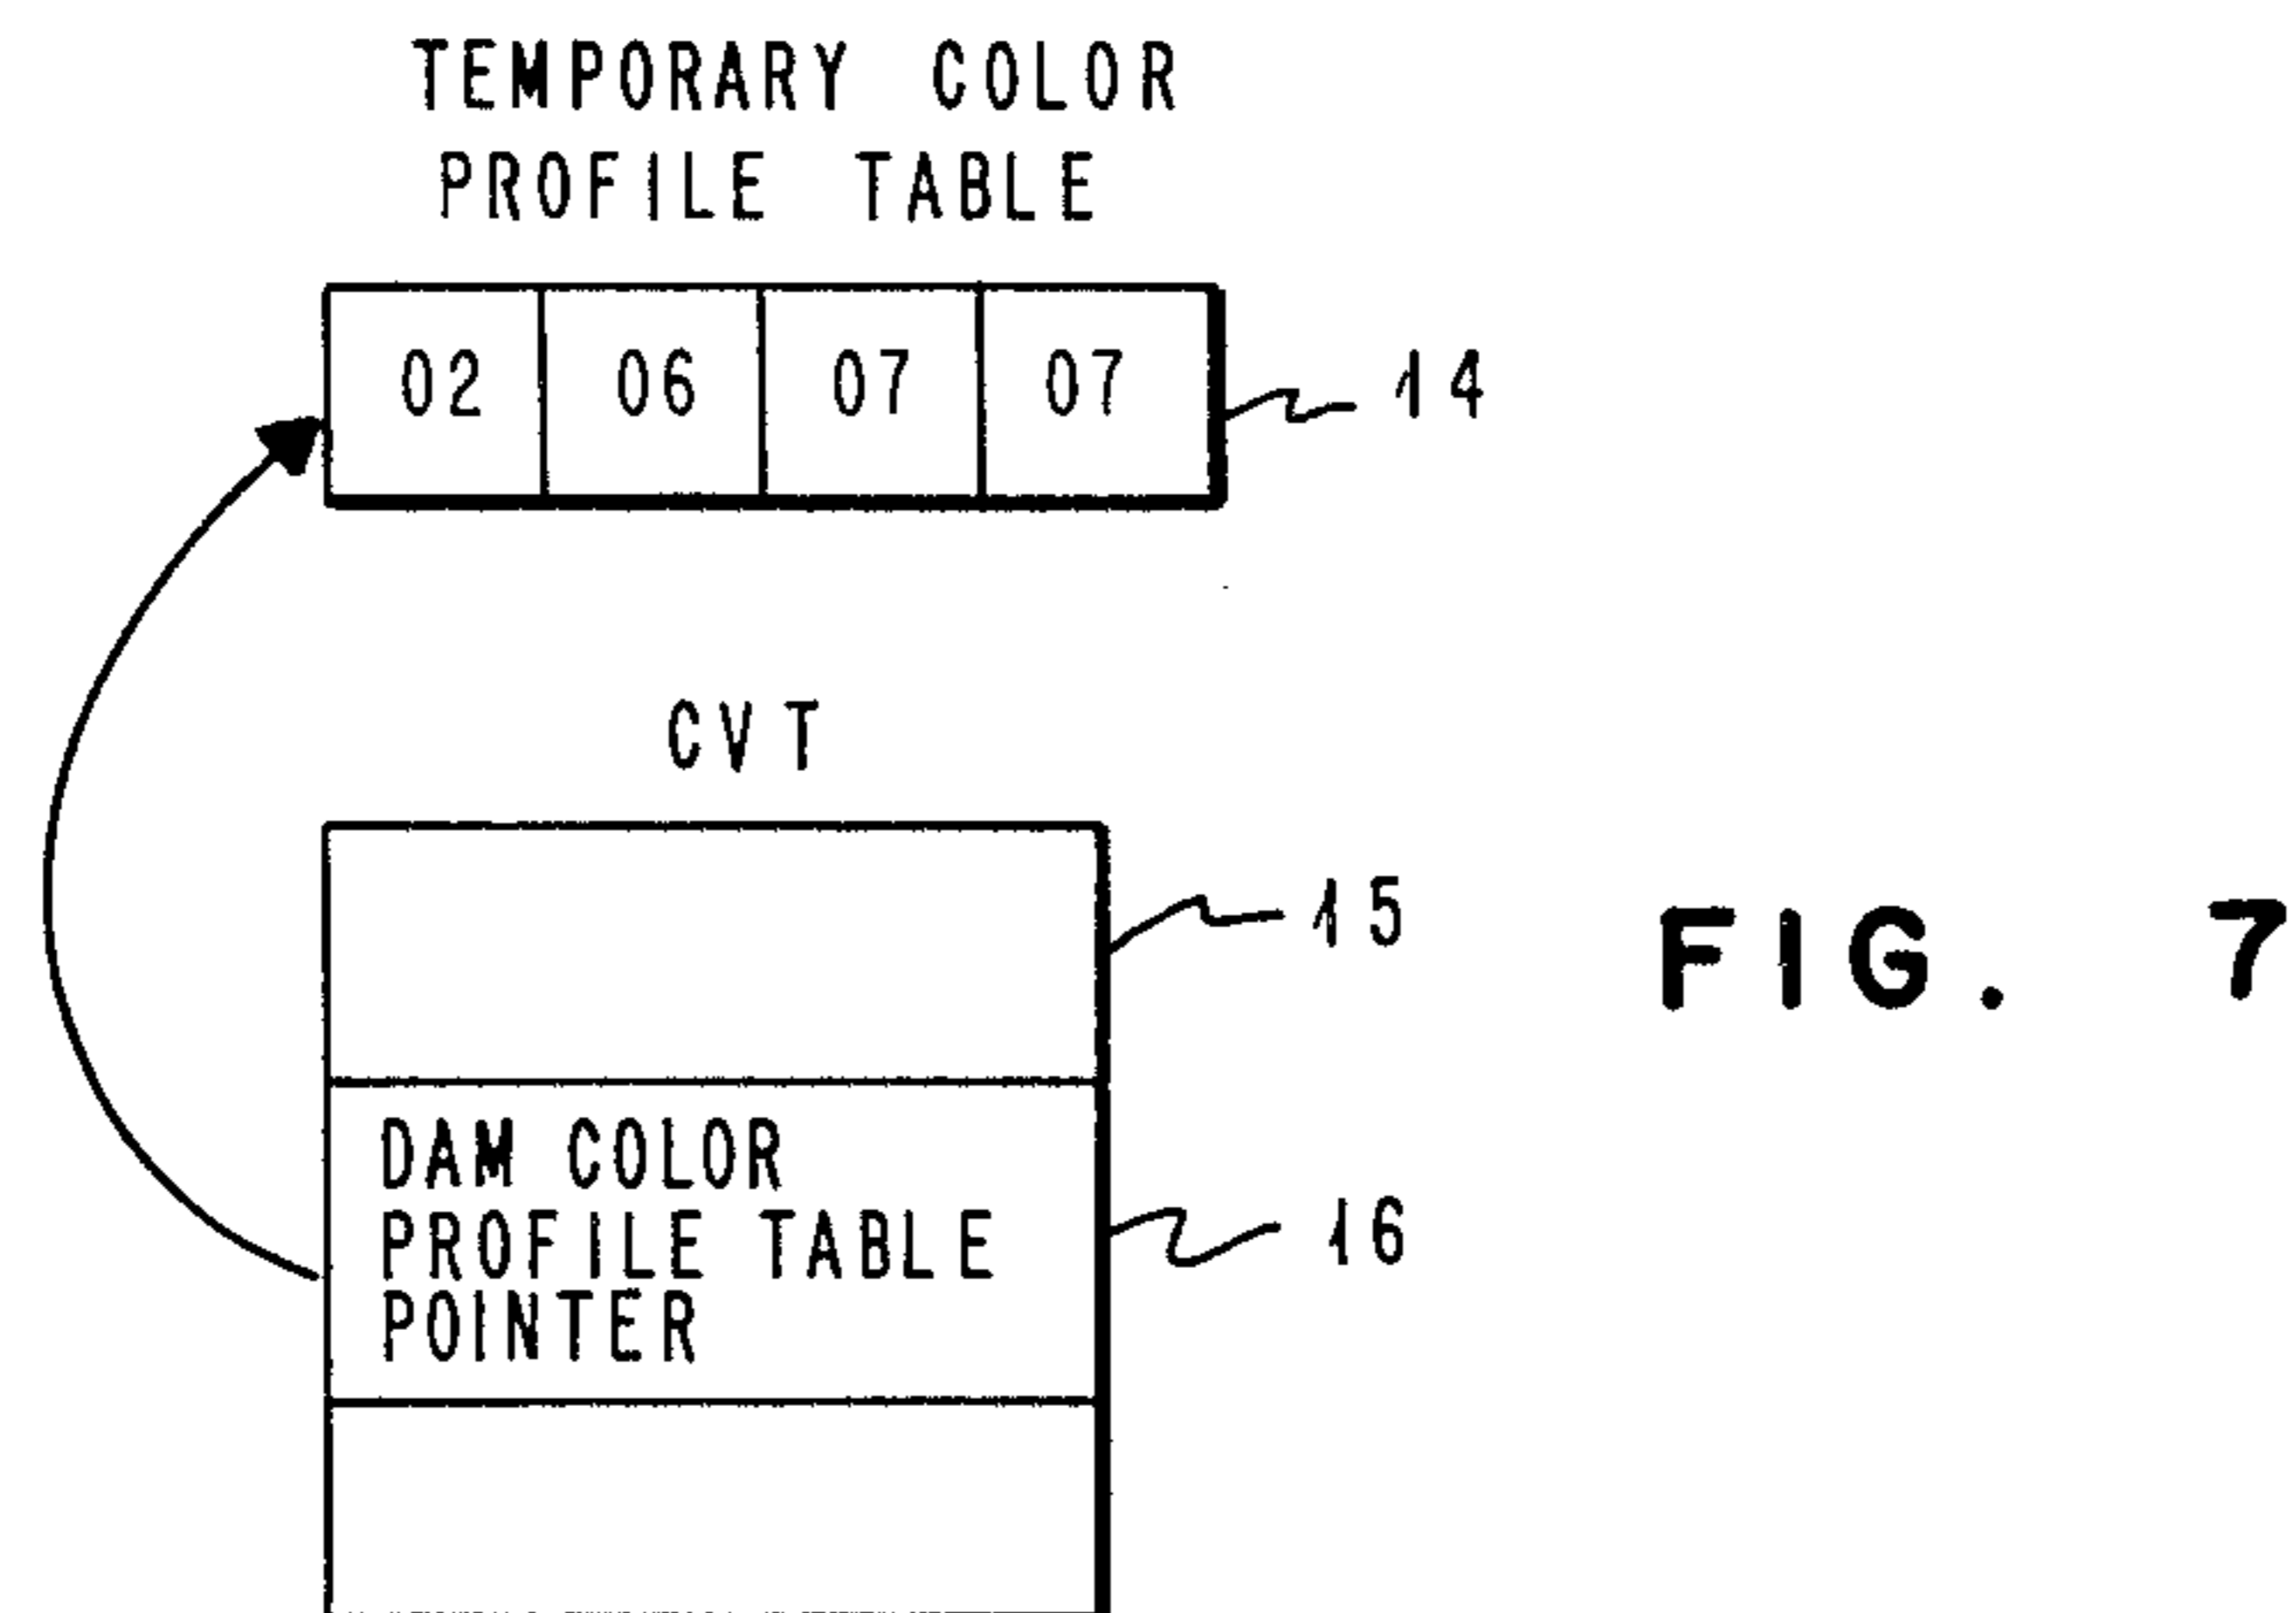 TEMPORARY COLOR
PROFILE TABLE
02 06 07 07
14
CVT
15
FIG. 7
DAM COLOR
PROFILE TABLE
POINTER
16